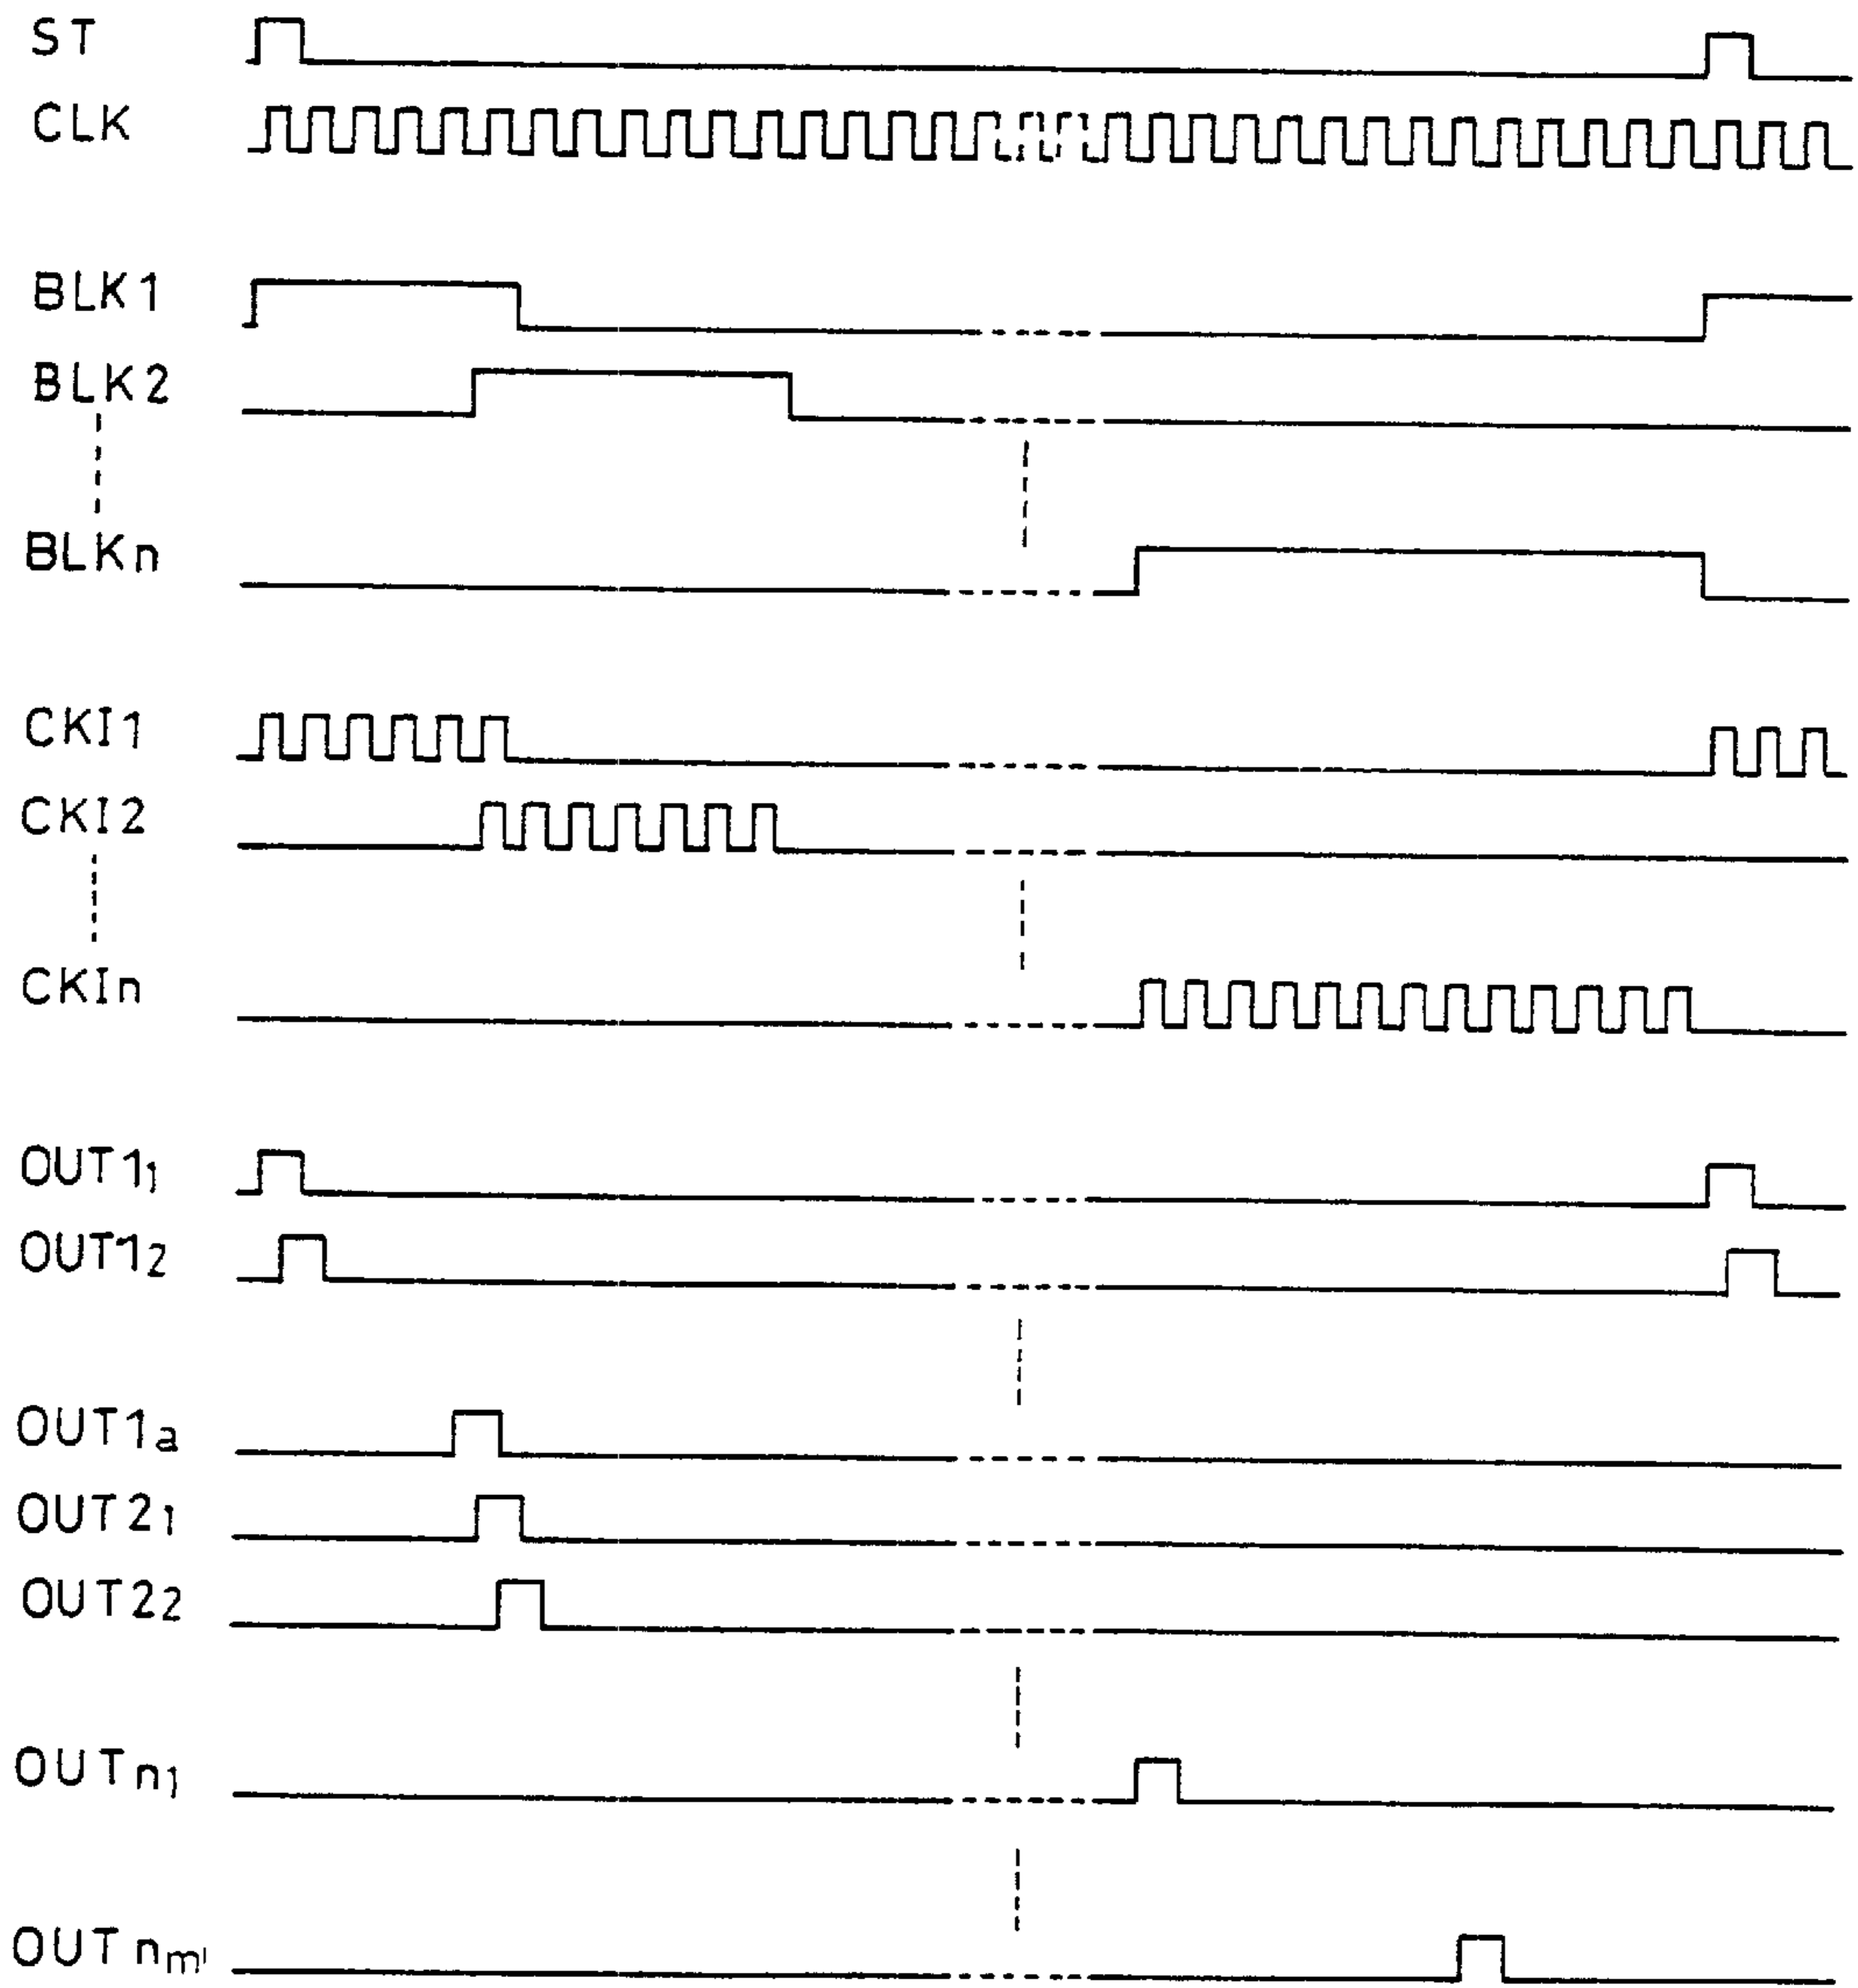 ST
CLK
BLK1
BLK2
BLKn
CKI1
CKI2
CKIn
OUT1₁
OUT1₂
OUT1a
OUT2₁
OUT2₂
OUTn₁
OUTnm'